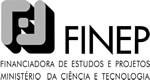 FINEP
FINANCIADORA DE ESTUDOS E PROJETOS
MINISTÉRIO DA CIÊNCIA E TECNOLOGIA